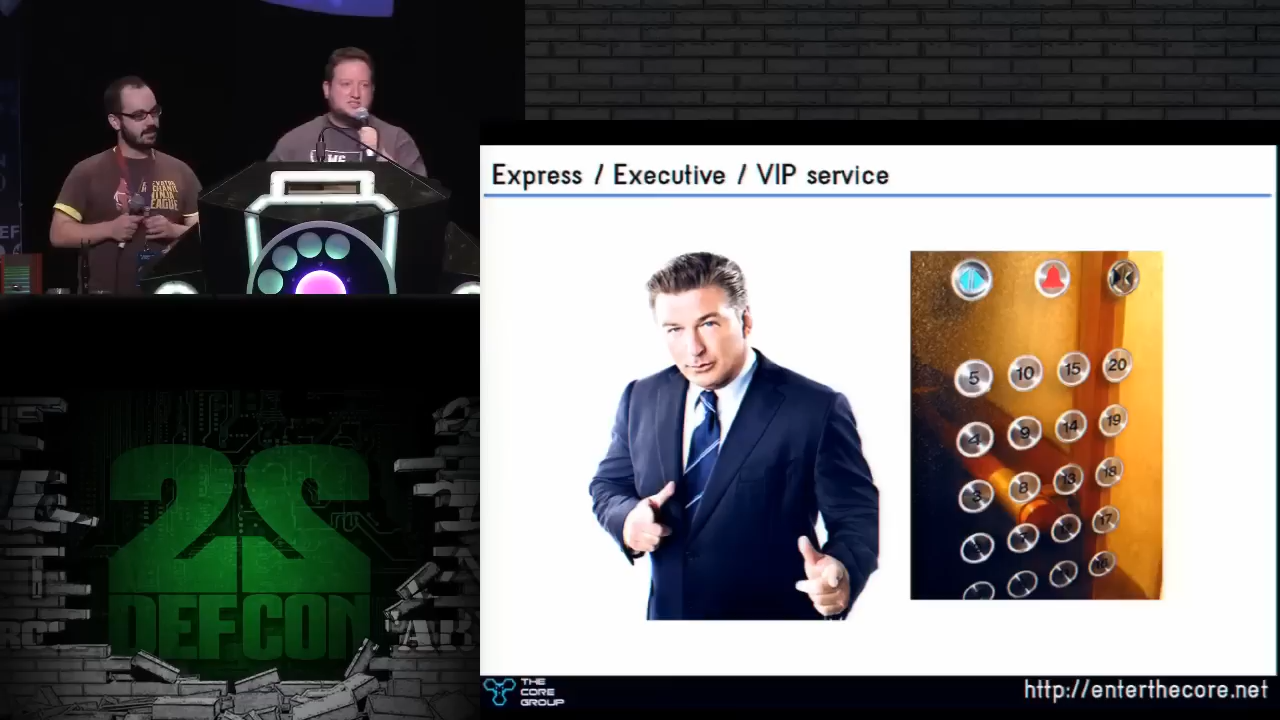 Express / Executive / VIP service
5 10 15 20
4 9 14 19
3 8 13 18
17
22
DEFCON
THE
CORE
GROUP
http://enterthecore.net